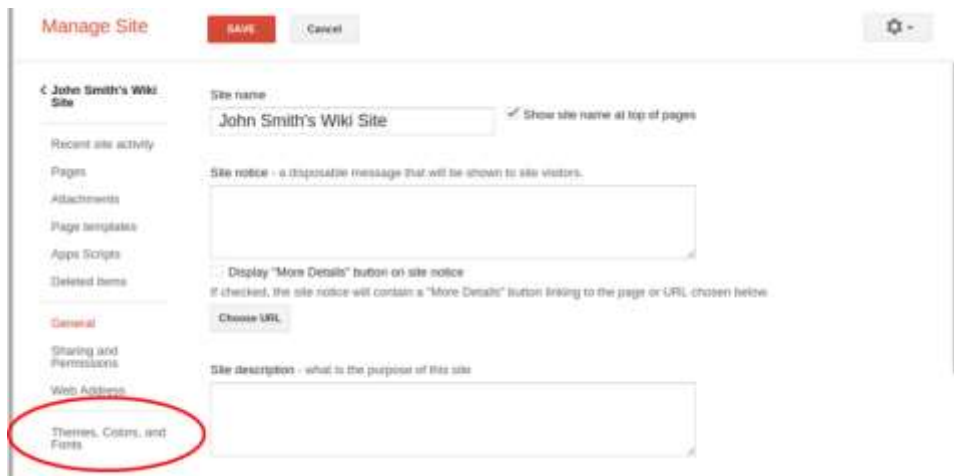 Manage Site
SAVE
Cancel
John Smith's Wiki
Site
Recent site activity
Pages
Attachments
Page templates
Apps Scripts
Deleted items
General
Sharing and
Permissions
Web Address
Themes, Colors, and
Fonts
Site name
John Smith's Wiki Site
Show site name at top of pages
Site notice - a disposable message that will be shown to site visitors.
Display "More Details" button on site notice
If checked, the site notice will contain a "More Details" button linking to the page or URL chosen below.
Choose URL
Site description - what is the purpose of this site